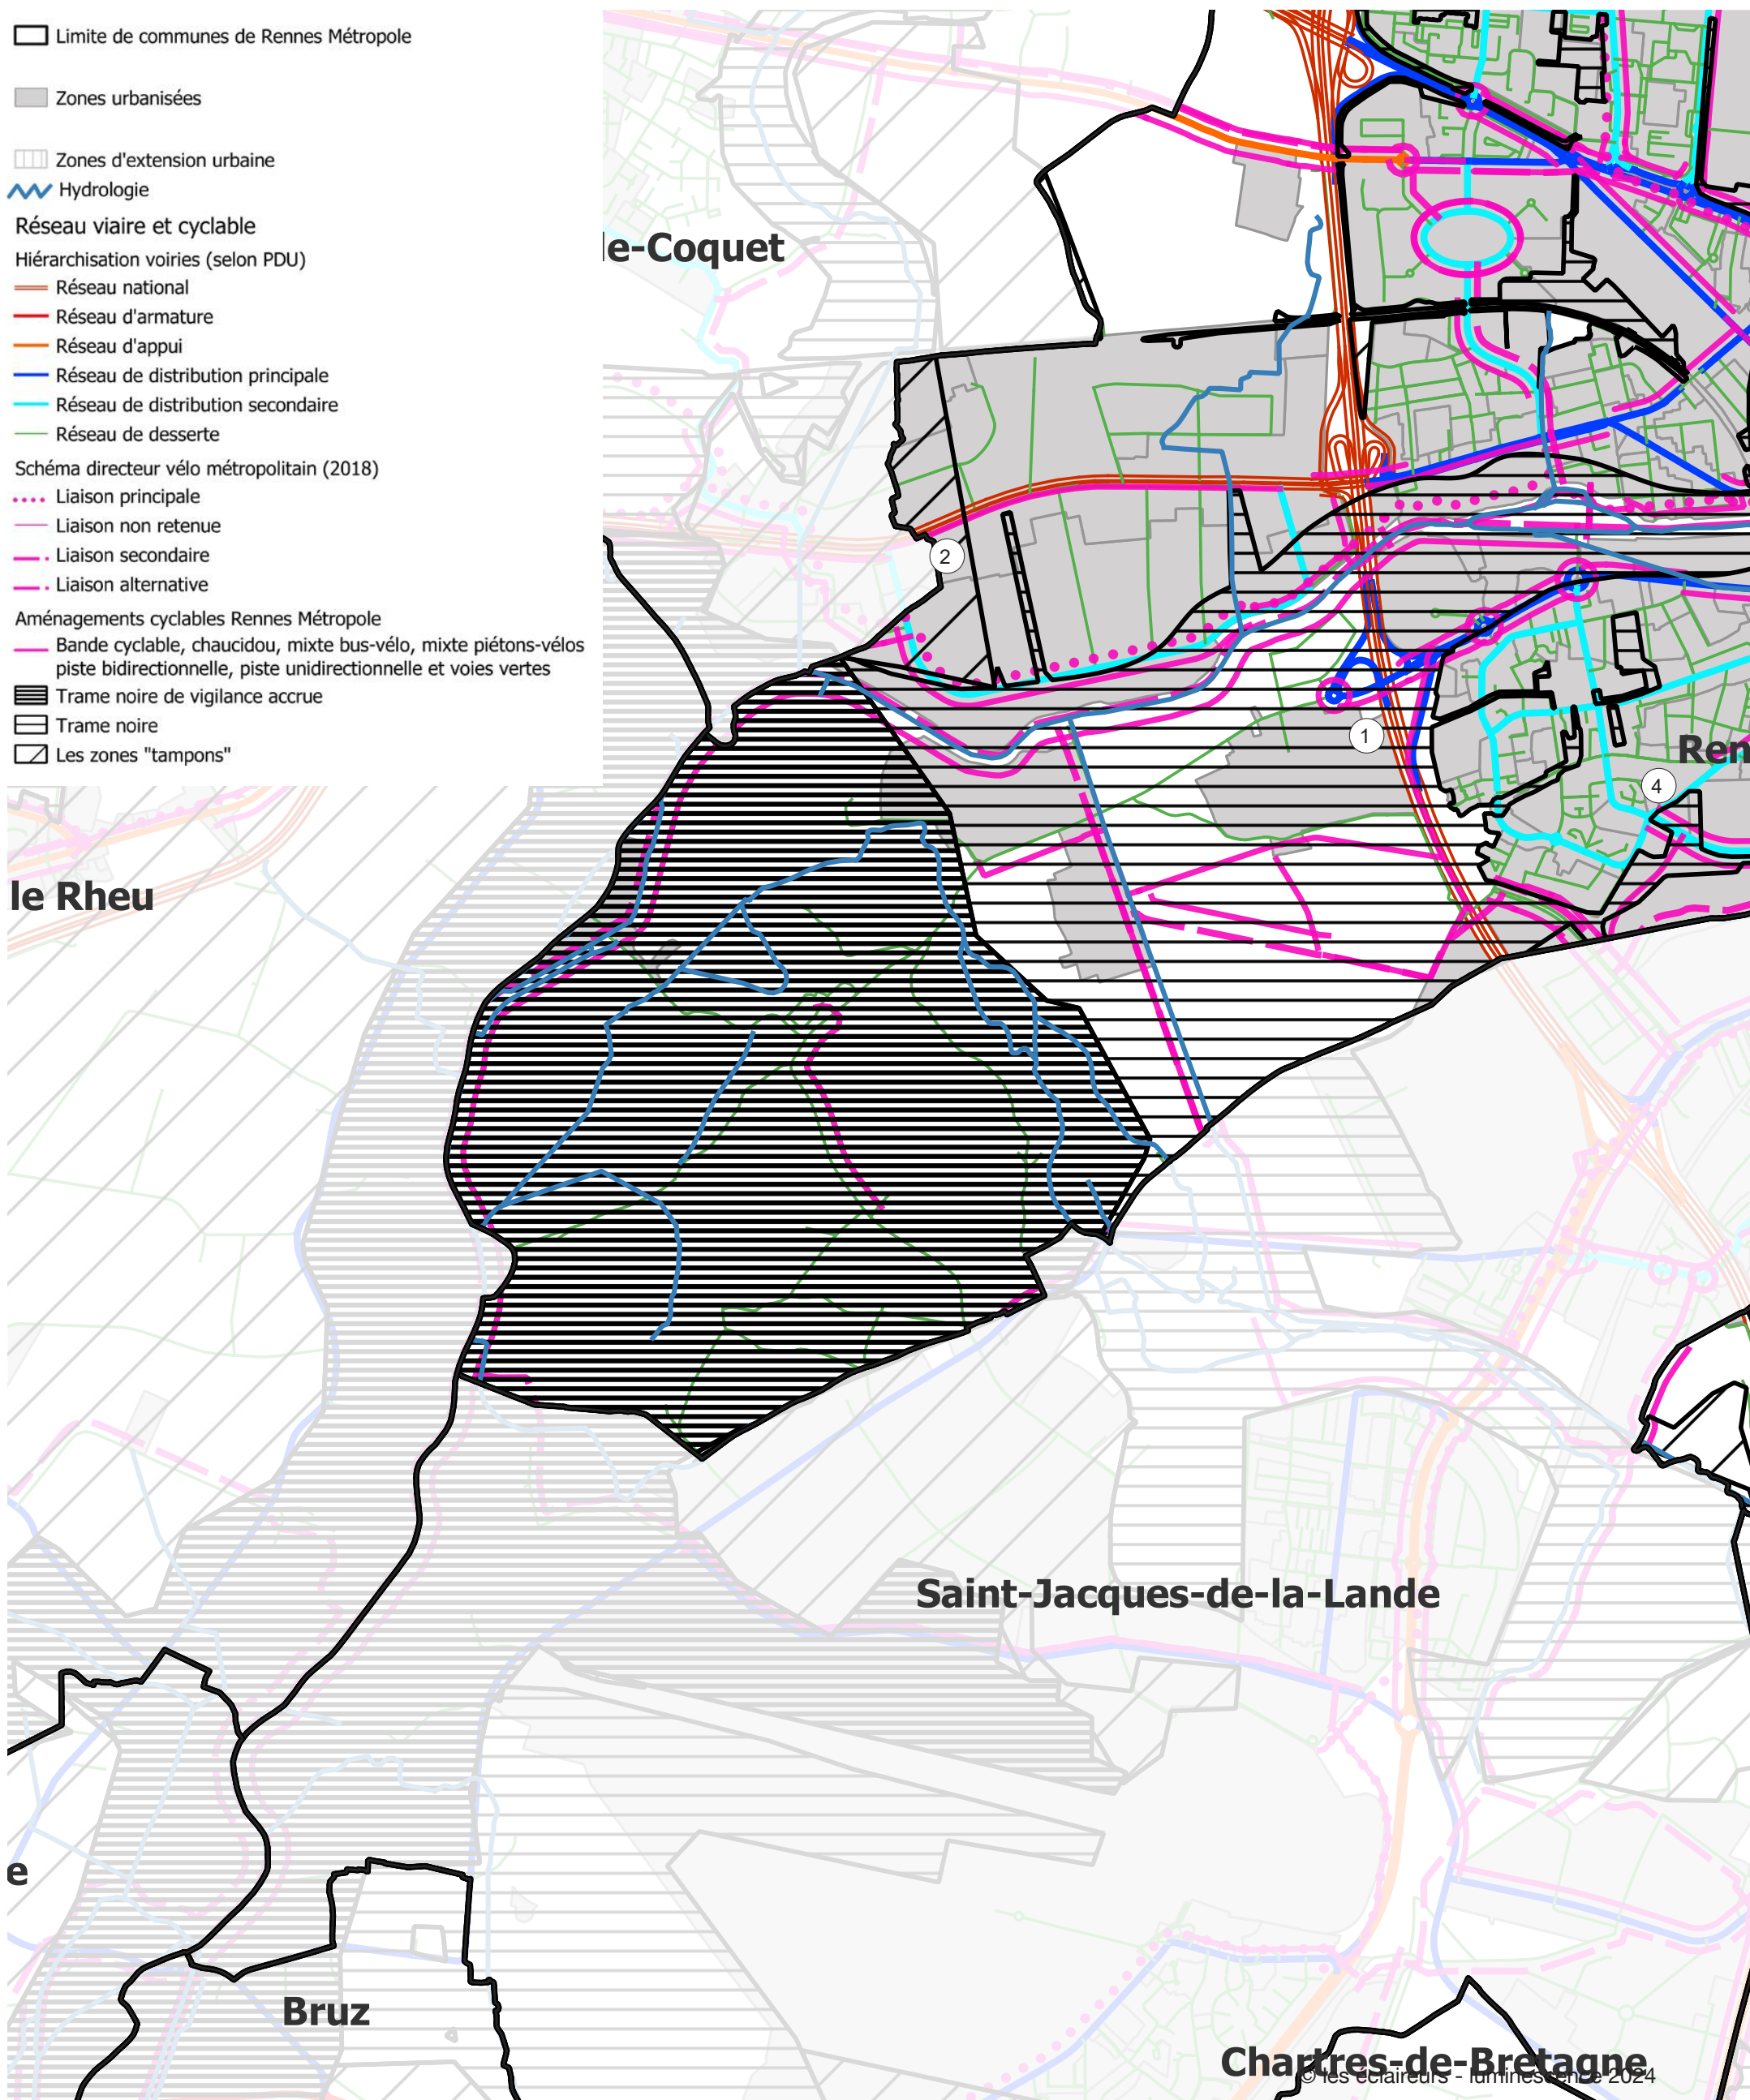 Limite de communes de Rennes Métropole
Zones urbanisées
Zones d'extension urbaine
Hydrologie
Réseau viaire et cyclable
Hiérarchisation voiries (selon PDU)
Réseau national
Réseau d'armature
Réseau d'appui
Réseau de distribution principale
Réseau de distribution secondaire
Réseau de desserte
Schéma directeur vélo métropolitain (2018)
Liaison principale
Liaison non retenue
Liaison secondaire
Liaison alternative
Aménagements cyclables Rennes Métropole
Bande cyclable, chaucidou, mixte bus-vélo, mixte piétons-vélos
piste bidirectionnelle, piste unidirectionnelle et voies vertes
Trame noire de vigilance accrue
Trame noire
Les zones "tampons"
le-Coquet
2
1
Ren
4
le Rheu
Saint-Jacques-de-la-Lande
e
Bruz
Chartres-de-Bretagne
© les éclaireurs - luminescence 2024